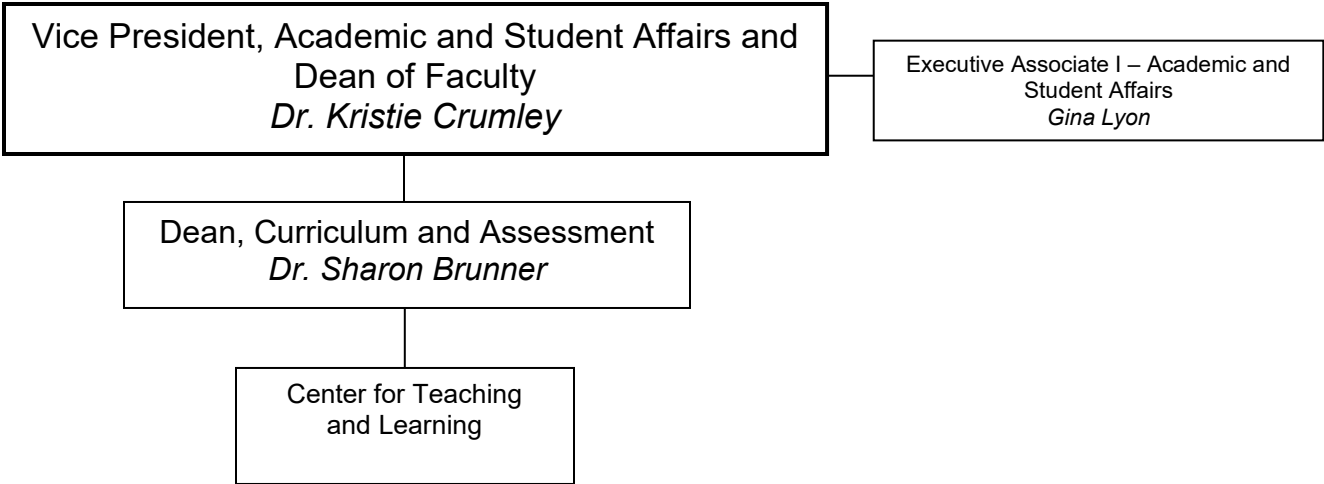 Vice President, Academic and Student Affairs and
Dean of Faculty
Dr. Kristie Crumley
Executive Associate I – Academic and
Student Affairs
Gina Lyon
Dean, Curriculum and Assessment
Dr. Sharon Brunner
Center for Teaching
and Learning